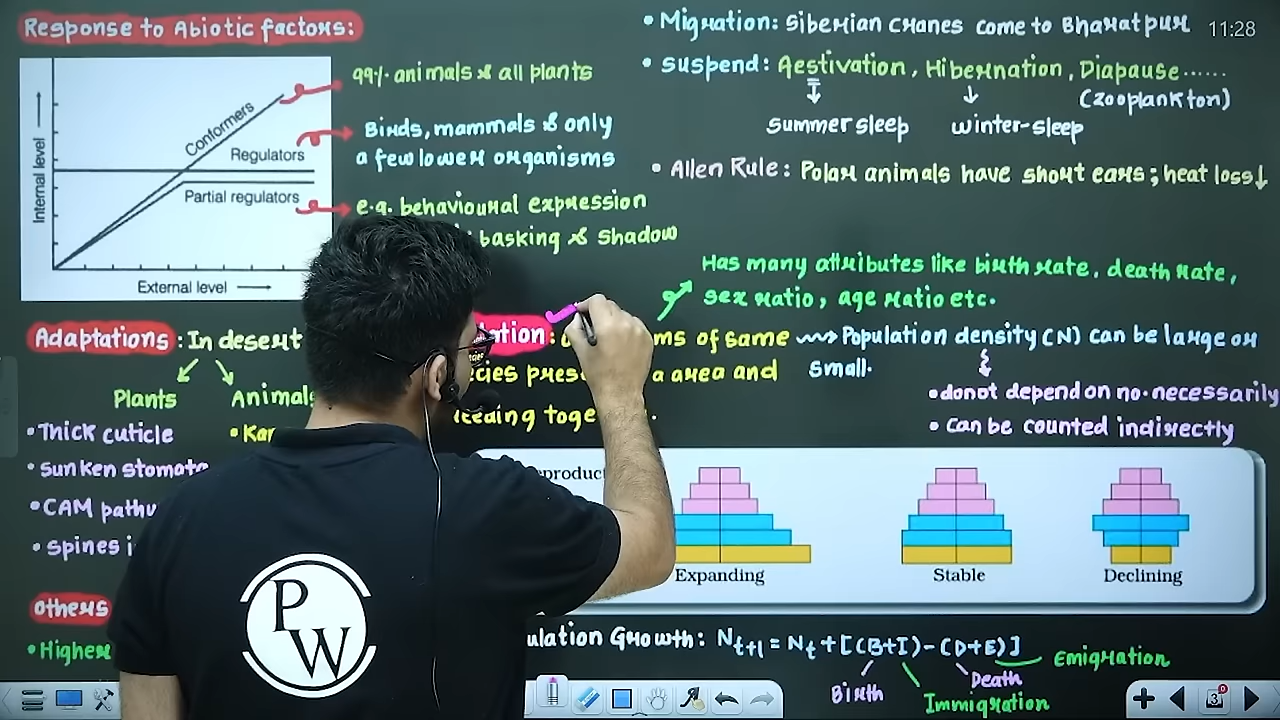 Response to Abiotic factors:
Internal level
External level
Conformers
Regulators
Partial regulators
99% animals & all plants
Birds, mammals & only
a few lower organisms
e.g. behavioural expression
basking & shadow
• Migration: Siberian cranes come to Bharatpur
11:28
• suspend: Aestivation, Hibernation, Diapause......
(zooplankton)
summer sleep
winter-sleep
• Allen Rule: Polar animals have short ears; heat loss↓
Has many attributes like birth rate, death rate,
sex ratio, age ratio etc.
Adaptations: In desert
Plants
Animals
• Thick cuticle
• sunken stomata
• CAM pathw
• spines i
• Kan
others
• Higher
ation:
ms of same
cies pres
a area and
eeding toge
Population density (N) can be large or
small.
• donot depend on no. necessarily
• Can be counted indirectly
reproduct
Expanding
Stable
Declining
ulation Growth: Nt+1 = Nt + [(B+I) - (D+E)]
Birth
Immigration
Death
Emigration
PW
3